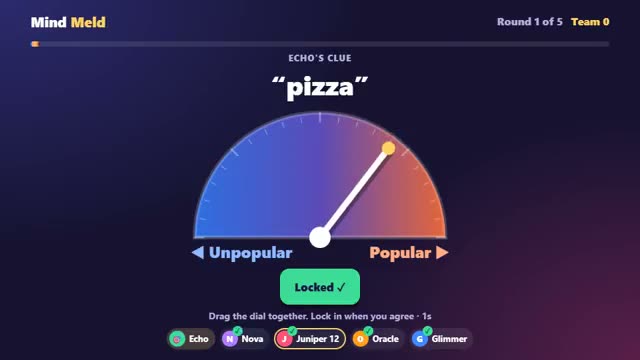 Mind Meld
Round 1 of 5 Team 0
ECHO'S CLUE
“pizza”
◀ Unpopular
Popular ▶
Locked ✓
Drag the dial together. Lock in when you agree · 1s
Echo
N Nova
J Juniper 12
O Oracle
G Glimmer